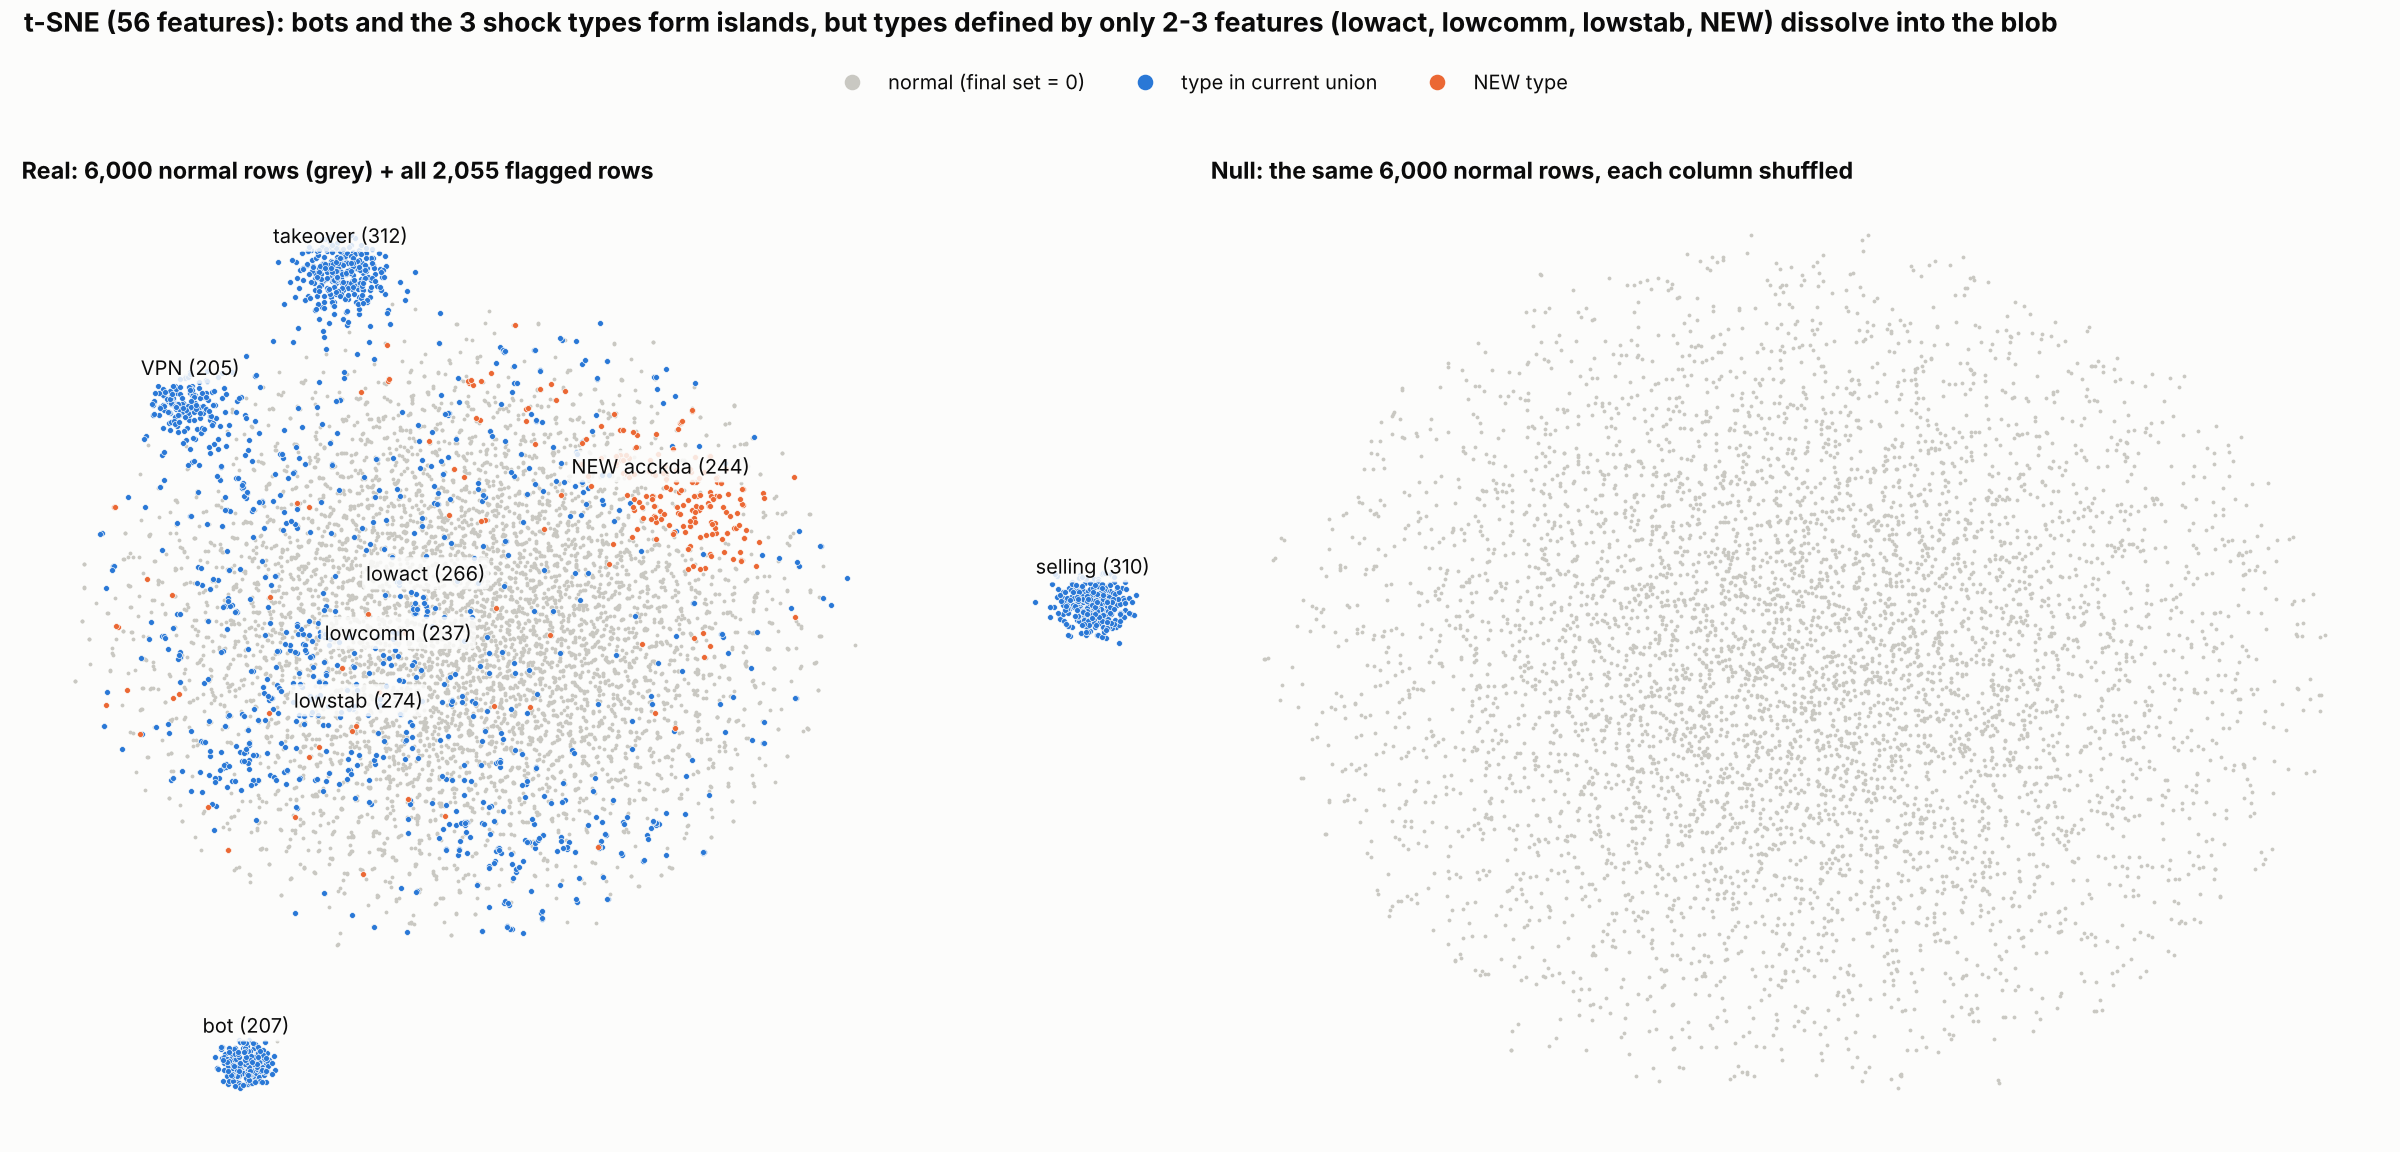 t-SNE (56 features): bots and the 3 shock types form islands, but types defined by only 2-3 features (lowact, lowcomm, lowstab, NEW) dissolve into the blob
normal (final set = 0)
type in current union
NEW type
Real: 6,000 normal rows (grey) + all 2,055 flagged rows
Null: the same 6,000 normal rows, each column shuffled
takeover (312)
VPN (205)
NEW acckda (244)
selling (310)
lowact (266)
lowcomm (237)
lowstab (274)
bot (207)